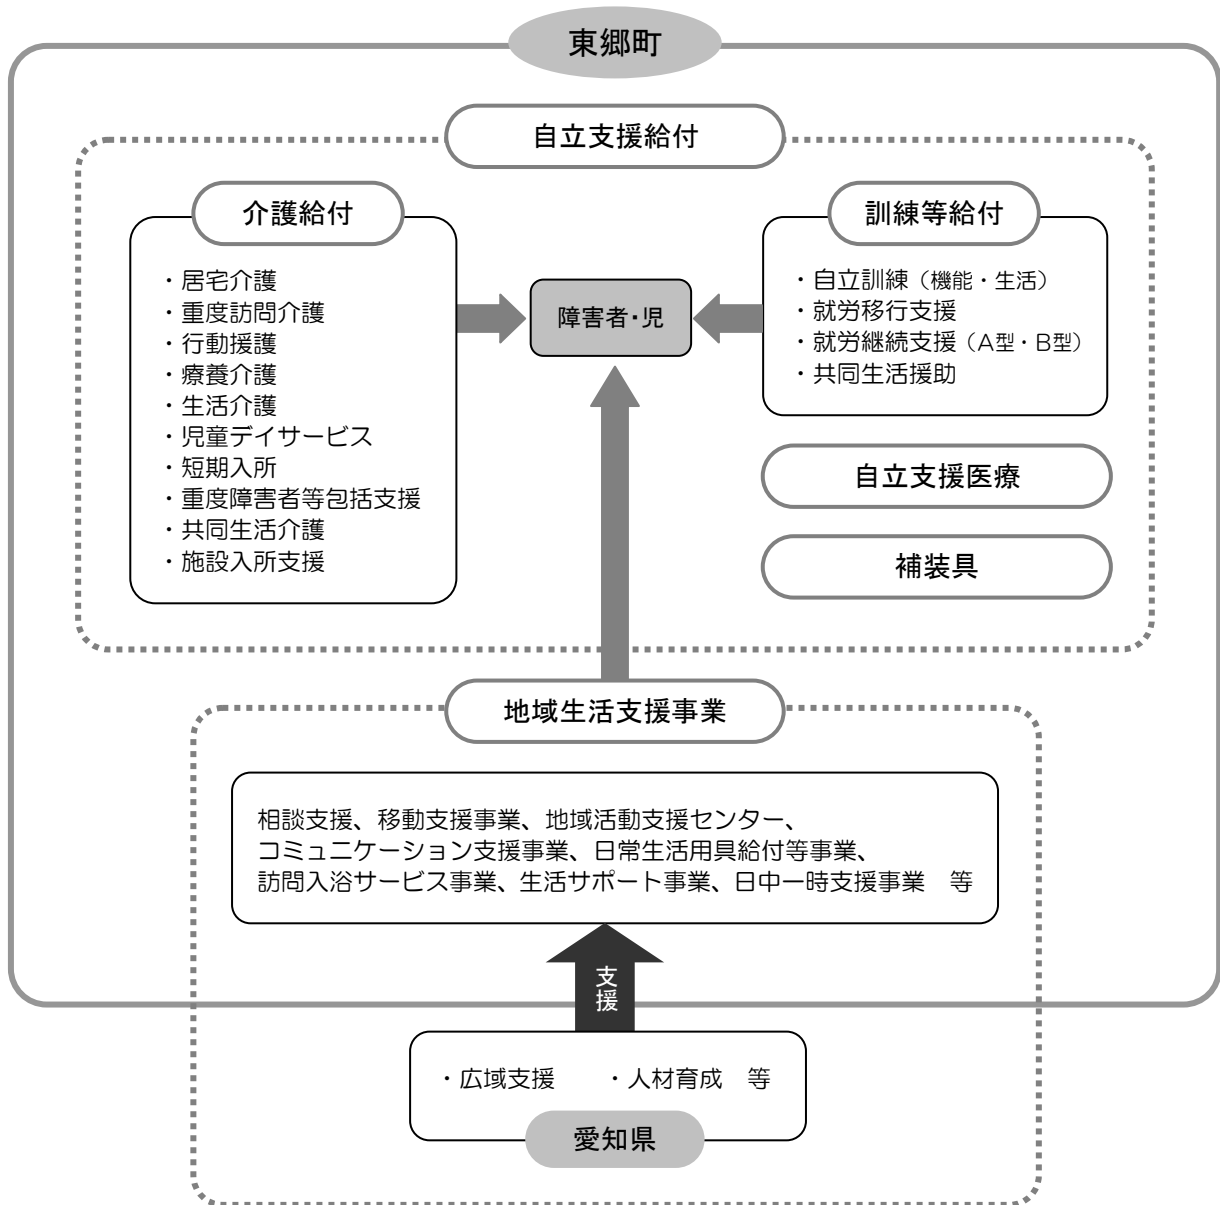 東郷町
自立支援給付
介護給付
・居宅介護
・重度訪問介護
・行動援護
・療養介護
・生活介護
・児童デイサービス
・短期入所
・重度障害者等包括支援
・共同生活介護
・施設入所支援
障害者・児
訓練等給付
・自立訓練（機能・生活）
・就労移行支援
・就労継続支援（A型・B型）
・共同生活援助
自立支援医療
補装具
地域生活支援事業
相談支援、移動支援事業、地域活動支援センター、
コミュニケーション支援事業、日常生活用具給付等事業、
訪問入浴サービス事業、生活サポート事業、日中一時支援事業　等
支援
・広域支援　　・人材育成　等
愛知県